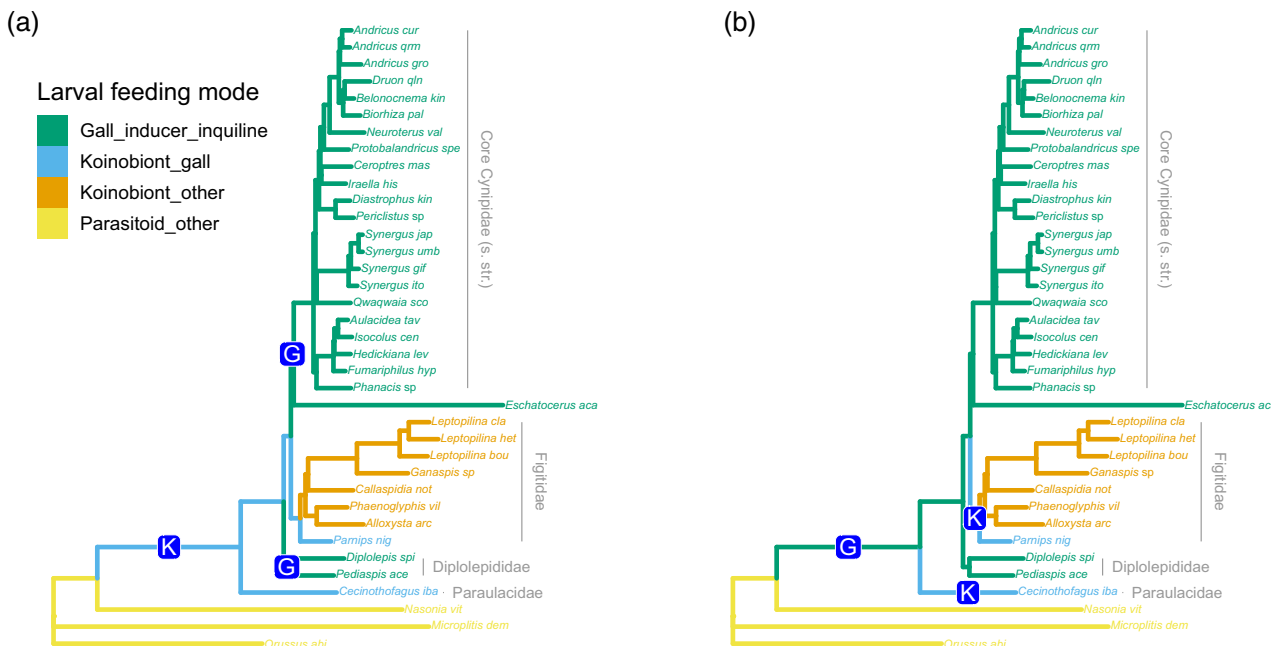 (a)
Larval feeding mode
Gall_inducer_inquiline
Koinobiont_gall
Koinobiont_other
Parasitoid_other
Andricus cur
Andricus qrm
Andricus gro
Druon qln
Belonocnema kin
Biorhiza pal
Neuroterus val
Protobalandricus spe
Ceroptres mas
Iraella his
Diastrophus kin
Periclistus sp
Synergus jap
Synergus umb
Synergus gif
Synergus ito
Qwaqwaia sco
Aulacidea tav
Isocolus cen
Hedickiana lev
Fumariphilus hyp
Phanacis sp
Eschatocerus aca
Leptopilina cla
Leptopilina het
Leptopilina bou
Ganaspis sp
Callaspidia not
Phaenoglyphis vil
Alloxysta arc
Parnips nig
Diplolepis spi
Pediaspis ace
Cecinothofagus iba
Nasonia vit
Microplitis dem
Orussus abi
Core Cynipidae (s. str.)
Figitidae
Diplolepididae
Paraulacidae
G
K
G
(b)
Andricus cur
Andricus qrm
Andricus gro
Druon qln
Belonocnema kin
Biorhiza pal
Neuroterus val
Protobalandricus spe
Ceroptres mas
Iraella his
Diastrophus kin
Periclistus sp
Synergus jap
Synergus umb
Synergus gif
Synergus ito
Qwaqwaia sco
Aulacidea tav
Isocolus cen
Hedickiana lev
Fumariphilus hyp
Phanacis sp
Eschatocerus ac
Leptopilina cla
Leptopilina het
Leptopilina bou
Ganaspis sp
Callaspidia not
Phaenoglyphis vil
Alloxysta arc
Parnips nig
Diplolepis spi
Pediaspis ace
Cecinothofagus iba
Nasonia vit
Microplitis dem
Orussus abi
Core Cynipidae (s. str.)
Figitidae
Diplolepididae
Paraulacidae
K
G
K